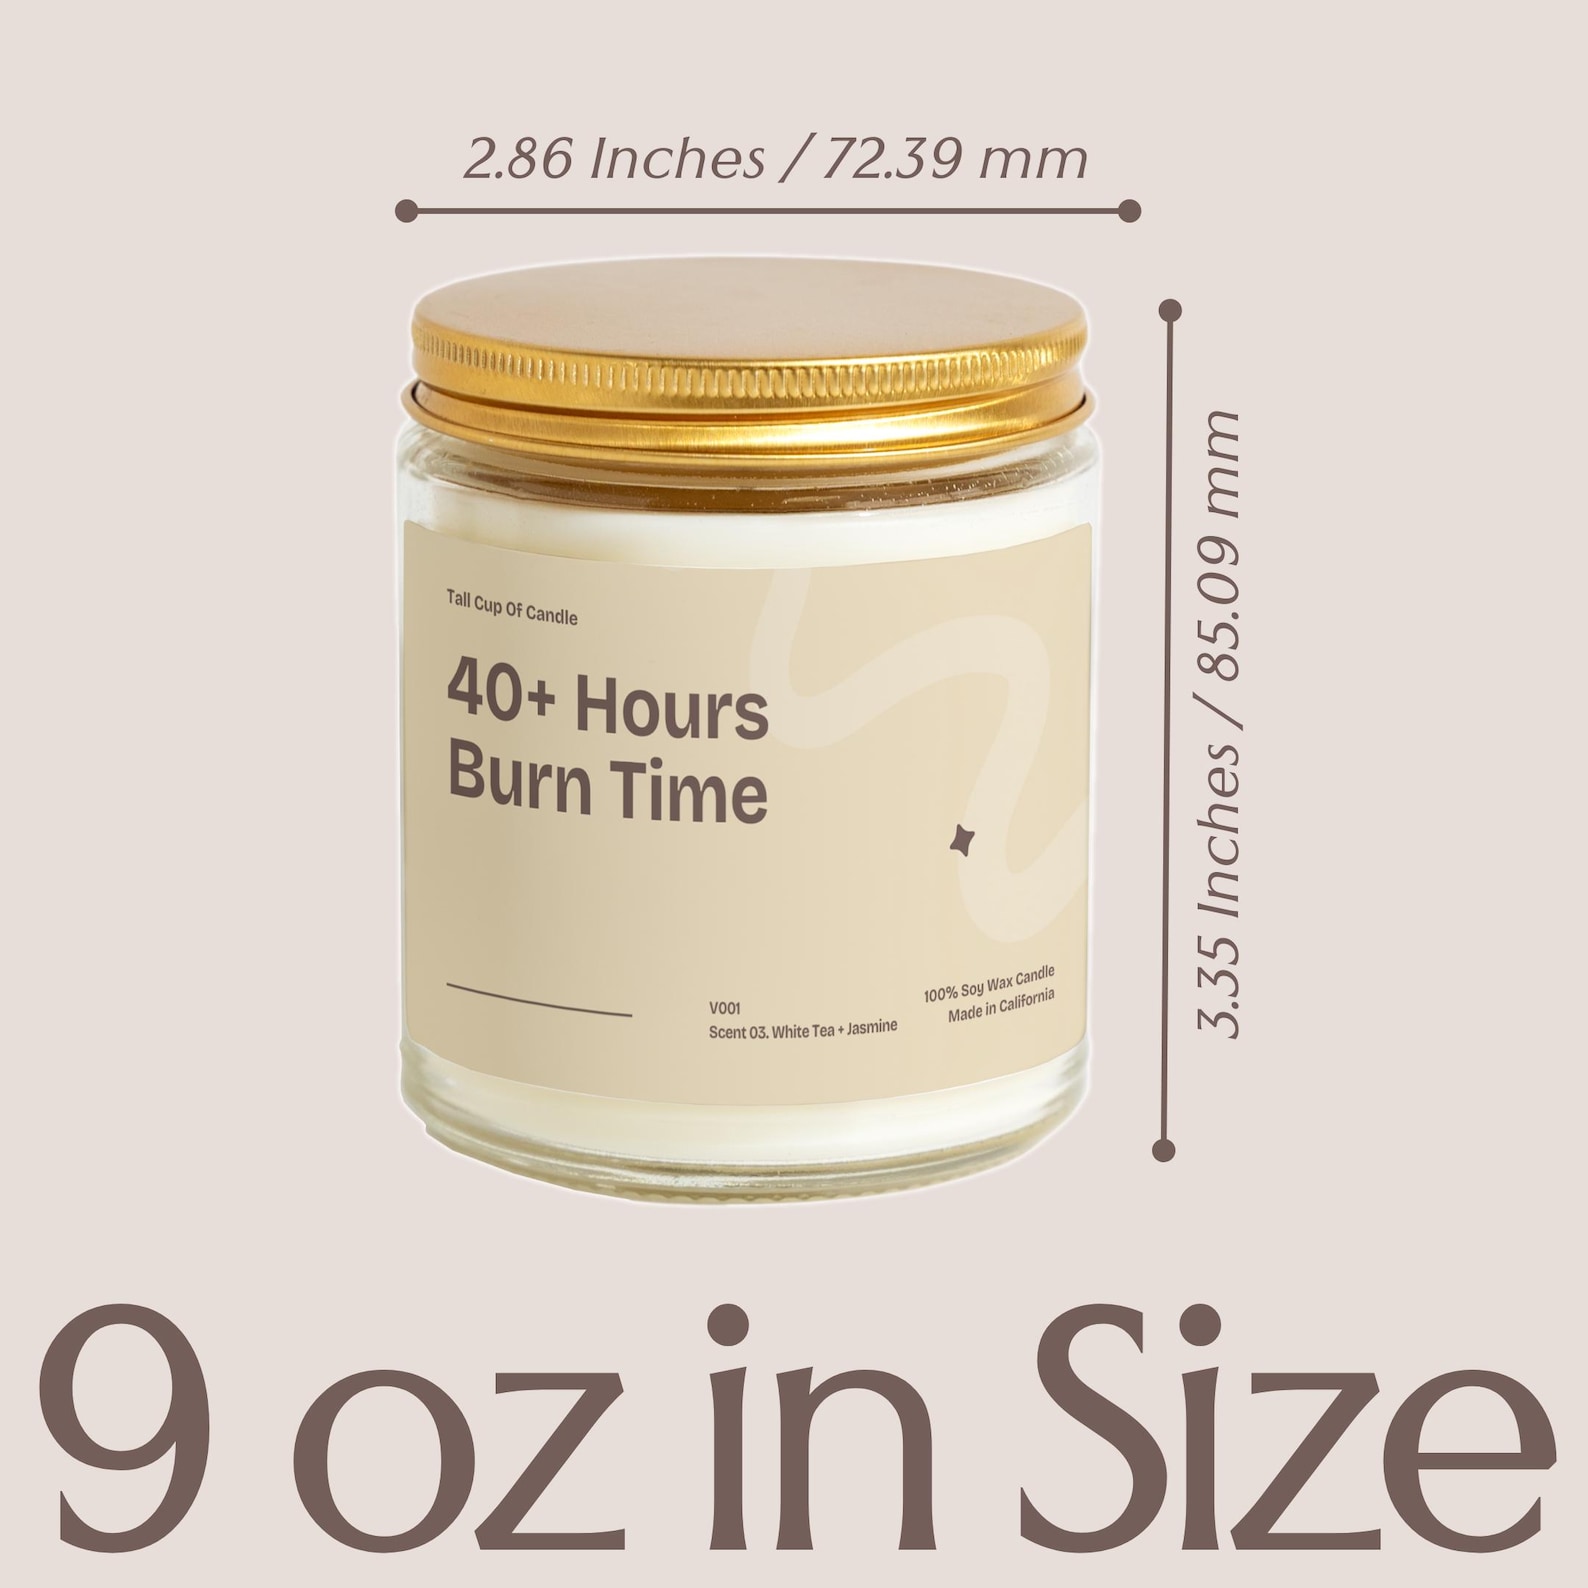 2.86 Inches / 72.39 mm
3.35 Inches / 85.09 mm
Tall Cup Of Candle
40+ Hours
Burn Time
V001
Scent 03. White Tea + Jasmine
100% Soy Wax Candle
Made in California
9 oz in Size